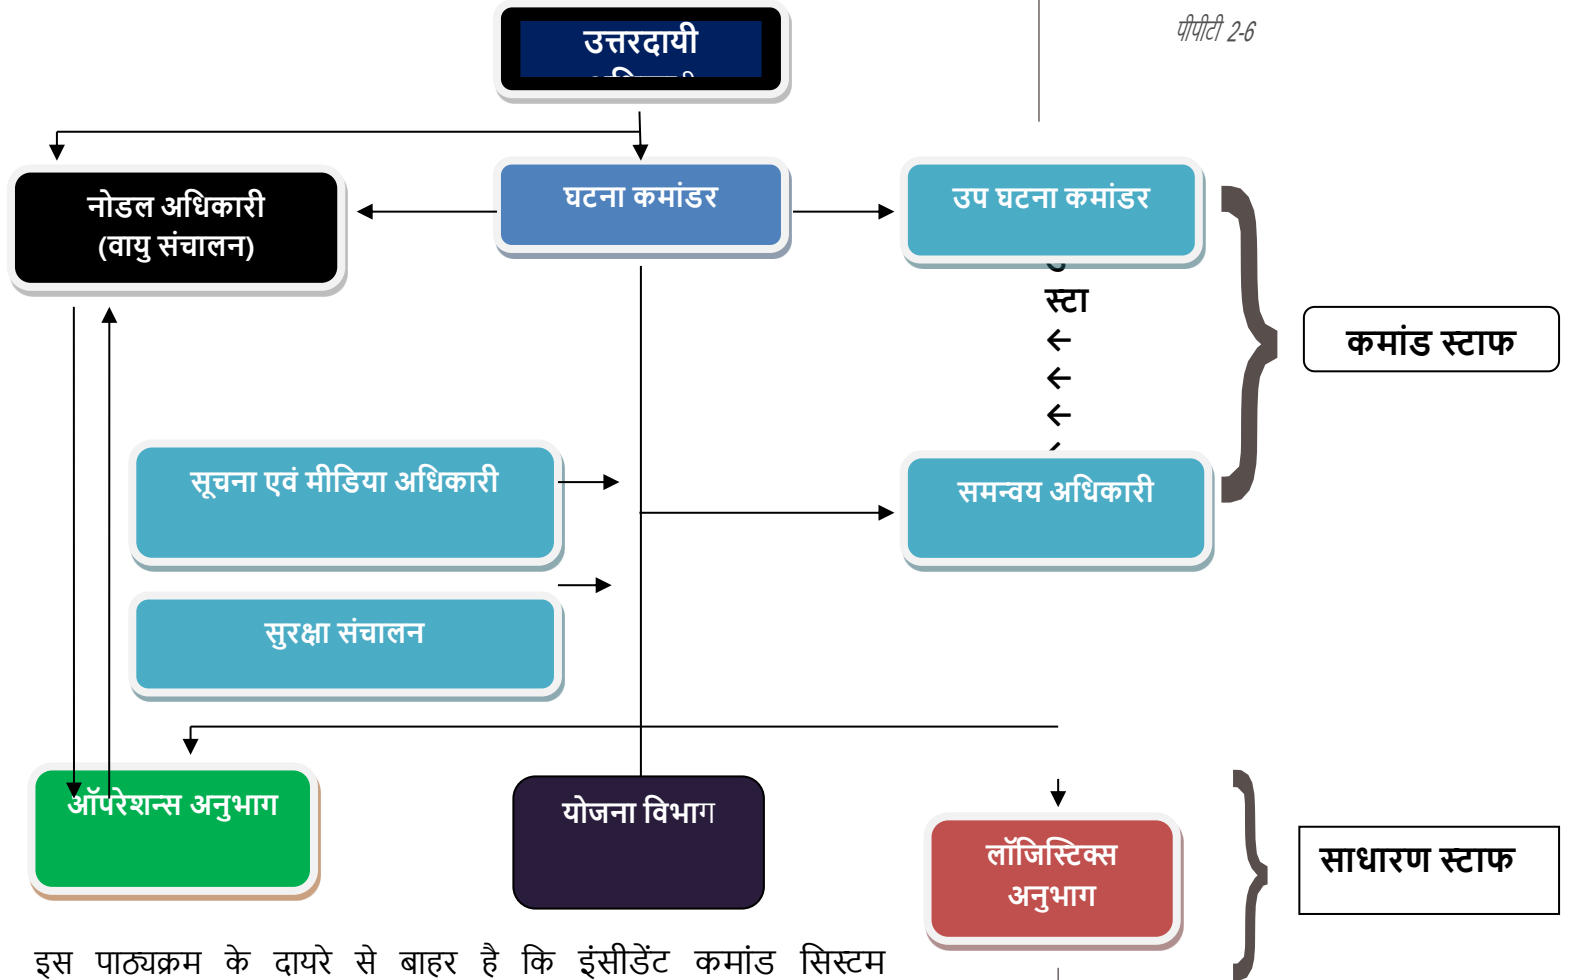 पीपीटी 2-6
उत्तरदायी
नोडल अधिकारी
(वायु संचालन)
घटना कमांडर
उप घटना कमांडर
स्टा
←
←
←
कमांड स्टाफ
सूचना एवं मीडिया अधिकारी
समन्वय अधिकारी
सुरक्षा संचालन
ऑपरेशन्स अनुभाग
योजना विभाग
लॉजिस्टिक्स
अनुभाग
साधारण स्टाफ
इस पाठ्यक्रम के दायरे से बाहर है कि इंसीडेंट कमांड सिस्टम